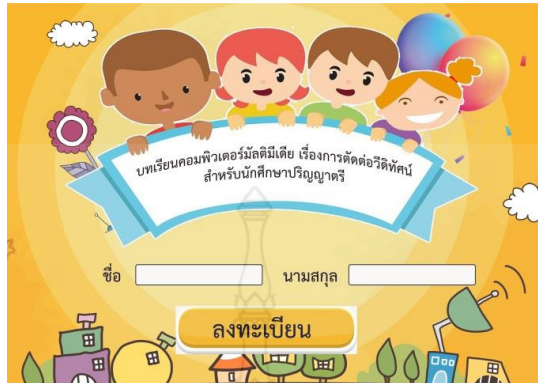 บทเรียนคอมพิวเตอร์มัลติมีเดีย เรื่องการตัดต่อวีดิทัศน์
สำหรับนักศึกษาปริญญาตรี
ชื่อ นามสกุล
ลงทะเบียน